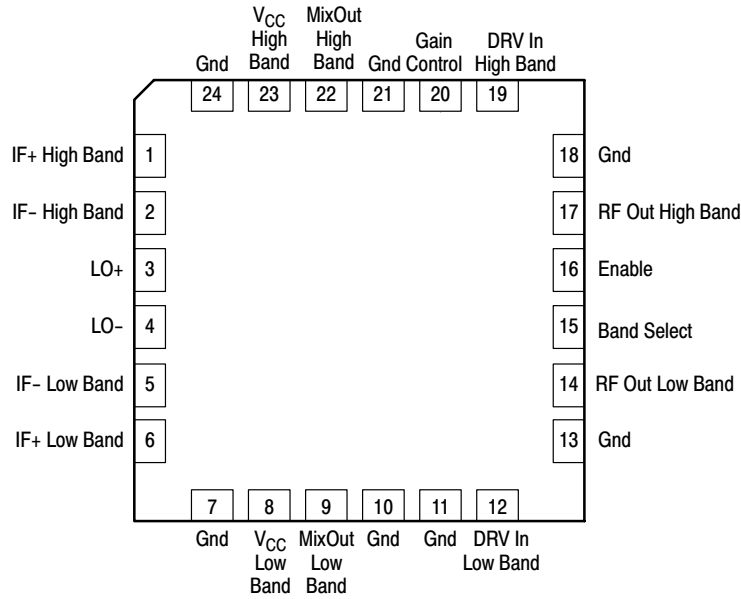 V_CC MixOut
High High Gain DRV In
Gnd Band Band Gnd Control High Band
24 23 22 21 20 19
IF+ High Band 1 18 Gnd
IF- High Band 2 17 RF Out High Band
LO+ 3 16 Enable
LO- 4 15 Band Select
IF- Low Band 5 14 RF Out Low Band
IF+ Low Band 6 13 Gnd
7 8 9 10 11 12
Gnd V_CC MixOut Gnd Gnd DRV In
Low Low Low Band
Band Band